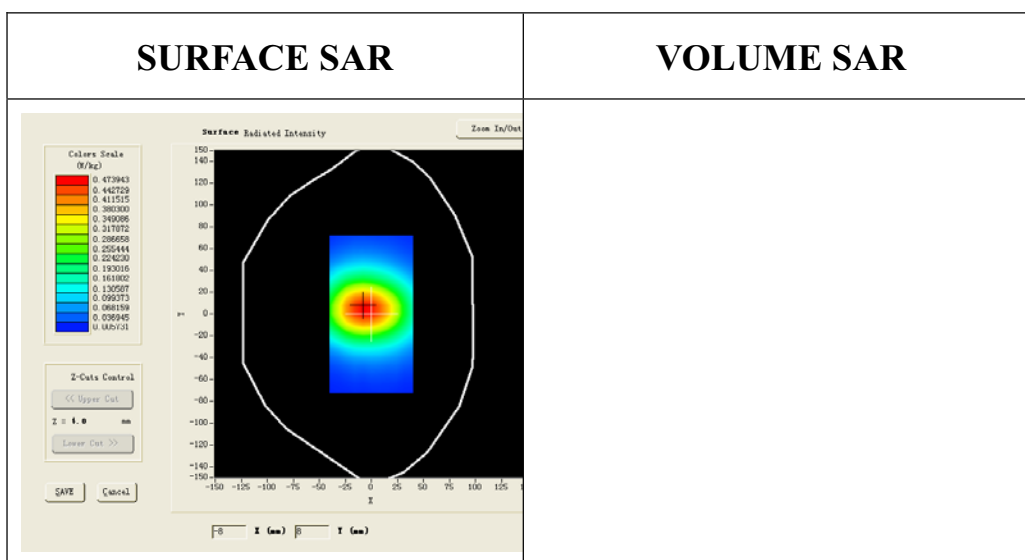 SURFACE SAR
VOLUME SAR
Surface Radiated Intensity
Zoom In/Out
Colors Scale
(W/kg)
0.473943
0.442729
0.411515
0.380300
0.349086
0.317872
0.286658
0.255444
0.224230
0.193016
0.161802
0.130587
0.099373
0.068159
0.036945
0.005731
150
140
120
100
80
60
40
20
0
-20
-40
-60
-80
-100
-120
-140
-150
Y
-150 -125 -100 -75 -50 -25 0 25 50 75 100 125
X
Z-Cuts Control
<< Upper Cut
Z = 4.0 mm
Lower Cut >>
SAVE Cancel
-8 X (mm) 8 Y (mm)